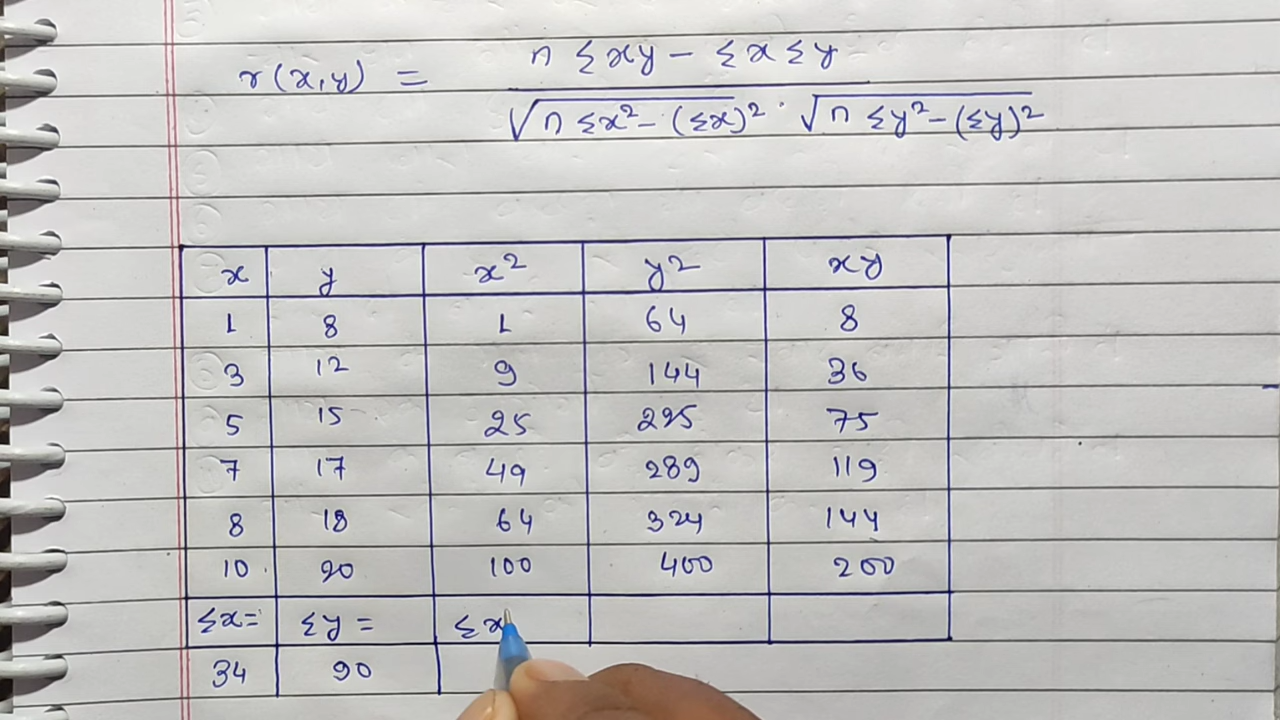 r(x,y) = n Σxy - Σx Σy / √n Σx² - (Σx)² · √n Σy² - (Σy)²
x y x² y² xy
1 8 1 64 8
3 12 9 144 36
5 15 25 225 75
7 17 49 289 119
8 18 64 324 144
10 20 100 400 200
Σx= Σy= Σx
34 90